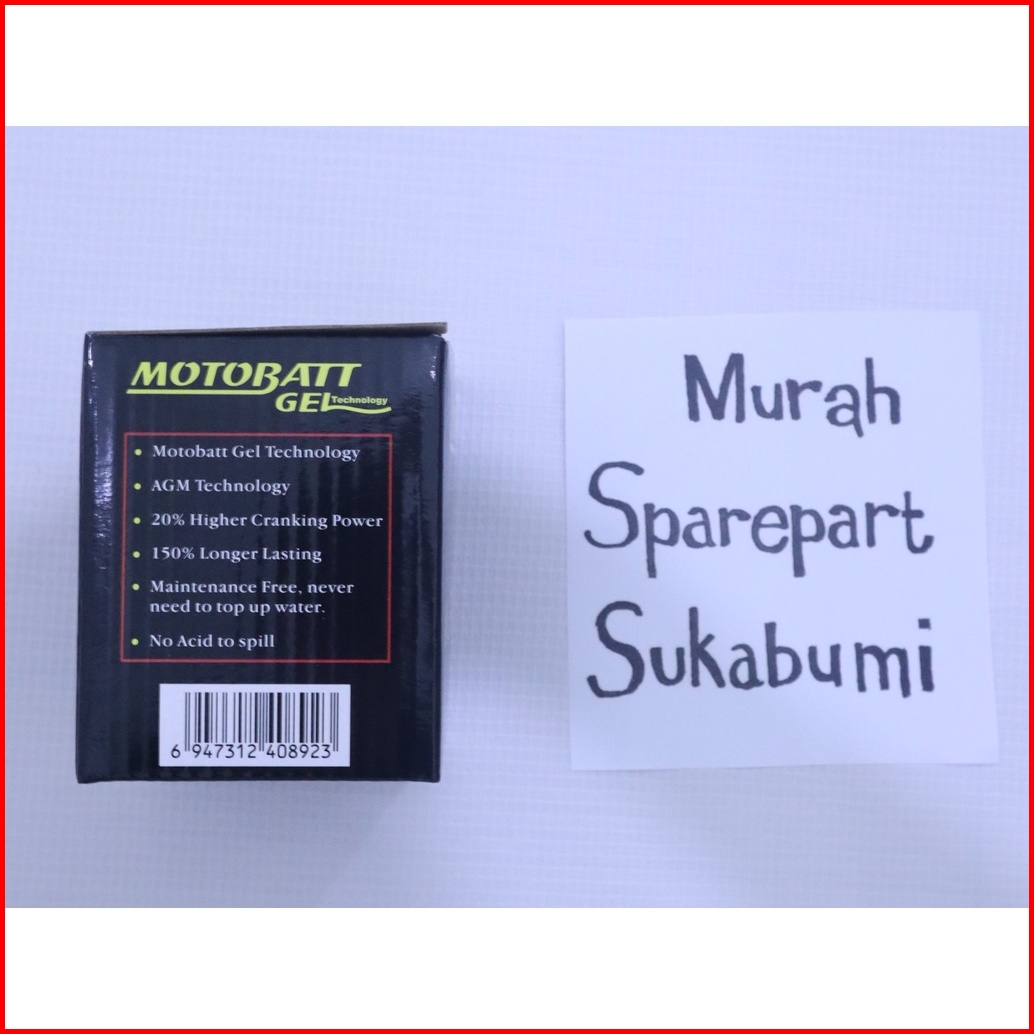 MOTOBATT
GEL Technology
Motobatt Gel Technology
AGM Technology
20% Higher Cranking Power
150% Longer Lasting
Maintenance Free, never
need to top up water.
No Acid to spill
6 947312 408923
Murah
Sparepart
Sukabumi